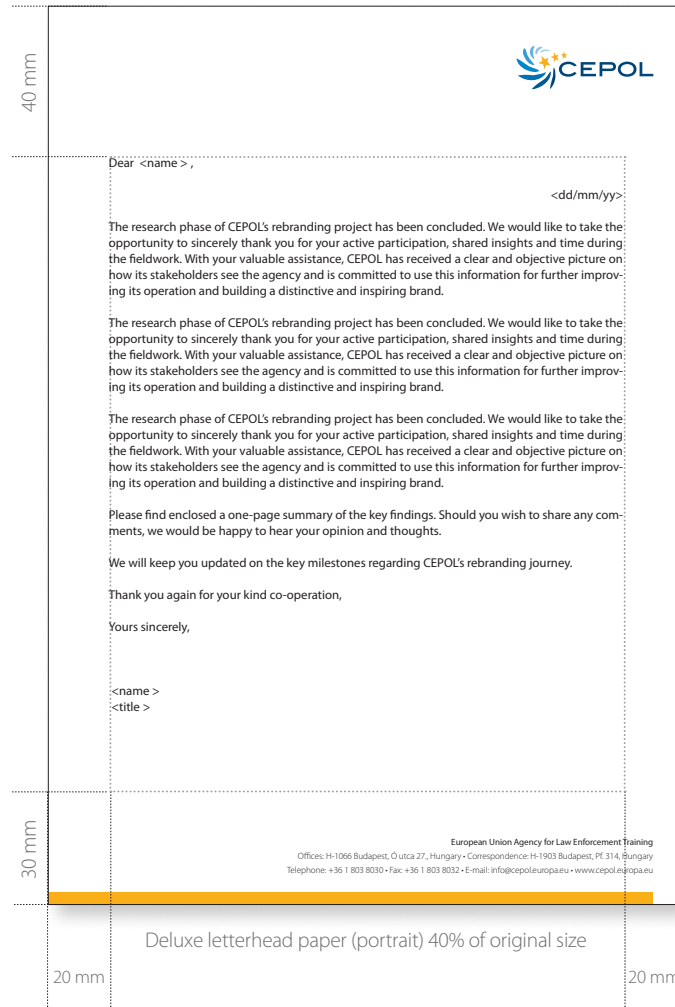 CEPOL
40 mm
Dear <name > ,
<dd/mm/yy>
The research phase of CEPOL's rebranding project has been concluded. We would like to take the
opportunity to sincerely thank you for your active participation, shared insights and time during
the fieldwork. With your valuable assistance, CEPOL has received a clear and objective picture on
how its stakeholders see the agency and is committed to use this information for further improv-
ing its operation and building a distinctive and inspiring brand.
The research phase of CEPOL's rebranding project has been concluded. We would like to take the
opportunity to sincerely thank you for your active participation, shared insights and time during
the fieldwork. With your valuable assistance, CEPOL has received a clear and objective picture on
how its stakeholders see the agency and is committed to use this information for further improv-
ing its operation and building a distinctive and inspiring brand.
The research phase of CEPOL's rebranding project has been concluded. We would like to take the
opportunity to sincerely thank you for your active participation, shared insights and time during
the fieldwork. With your valuable assistance, CEPOL has received a clear and objective picture on
how its stakeholders see the agency and is committed to use this information for further improv-
ing its operation and building a distinctive and inspiring brand.
Please find enclosed a one-page summary of the key findings. Should you wish to share any com-
ments, we would be happy to hear your opinion and thoughts.
We will keep you updated on the key milestones regarding CEPOL's rebranding journey.
Thank you again for your kind co-operation,
Yours sincerely,
<name >
<title >
30 mm
European Union Agency for Law Enforcement Training
Offices: H-1066 Budapest, Ó utca 27., Hungary • Correspondence: H-1903 Budapest, Pf. 314, Hungary
Telephone: +36 1 803 8030 • Fax: +36 1 803 8032 • E-mail: info@cepol.europa.eu • www.cepol.europa.eu
Deluxe letterhead paper (portrait) 40% of original size
20 mm
20 mm